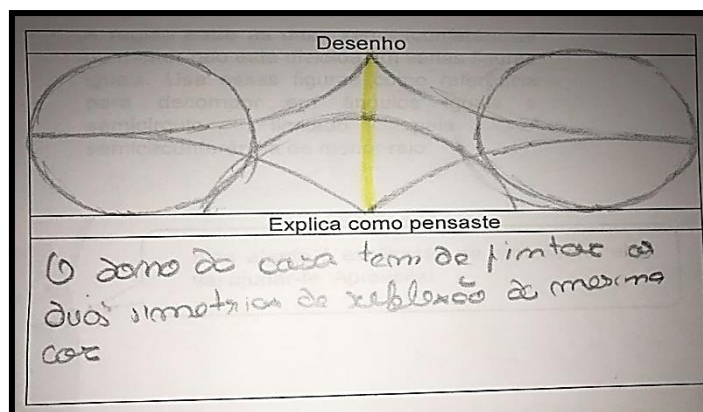 Desenho
Explica como pensaste
O dono da casa tem de pintar as
duas simetrias de reflexão da mesma
cor